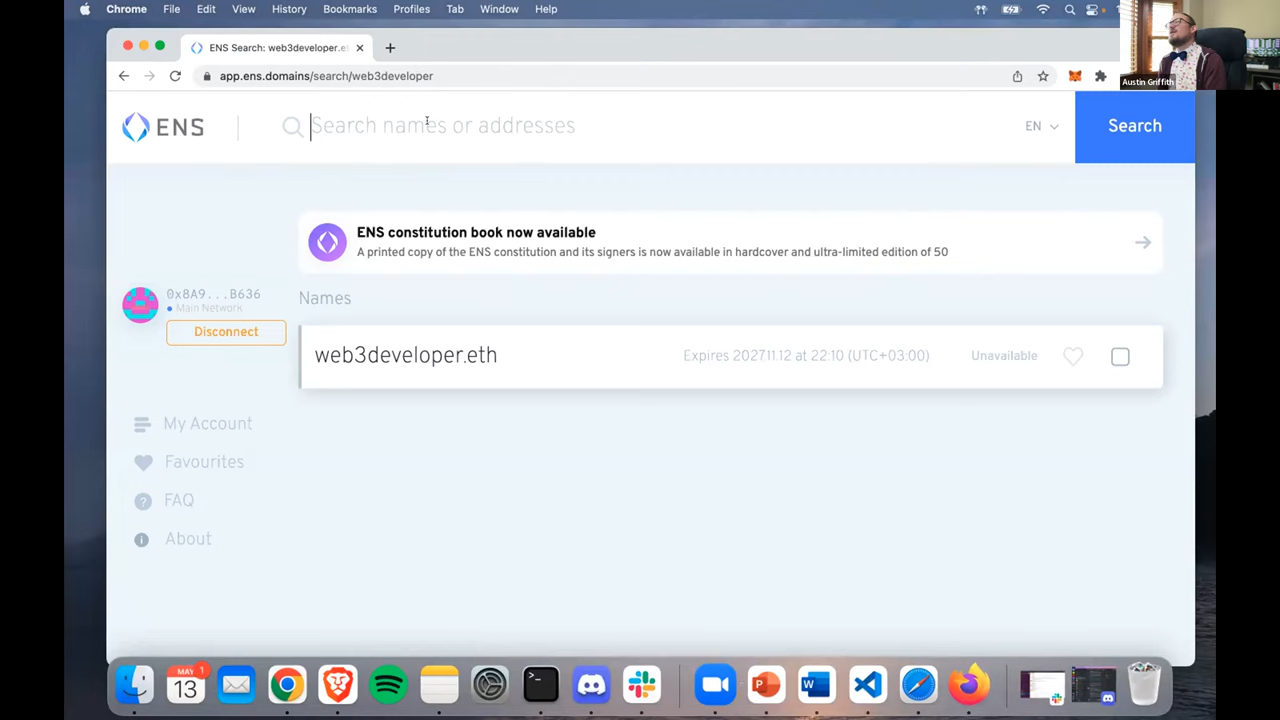 Chrome File Edit View History Bookmarks Profiles Tab Window Help
ENS Search: web3developer.e
app.ens.domains/search/web3developer
Austin Griffith
ENS
Search names or addresses
EN
Search
ENS constitution book now available
A printed copy of the ENS constitution and its signers is now available in hardcover and ultra-limited edition of 50
0x8A9...B636
Main Network
Disconnect
Names
web3developer.eth
Expires 2027.11.12 at 22:10 (UTC+03:00)
Unavailable
My Account
Favourites
FAQ
About
MAY
1
13